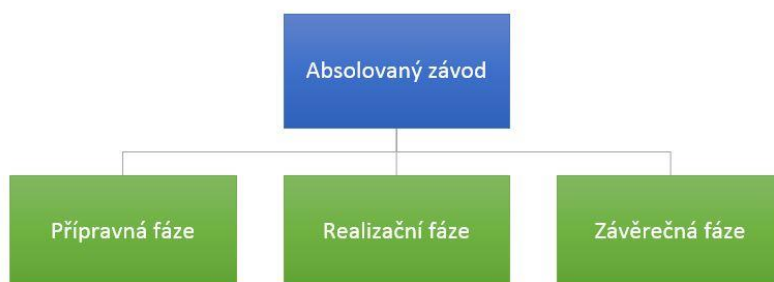 Absolovaný závod
Přípravná fáze
Realizační fáze
Závěrečná fáze